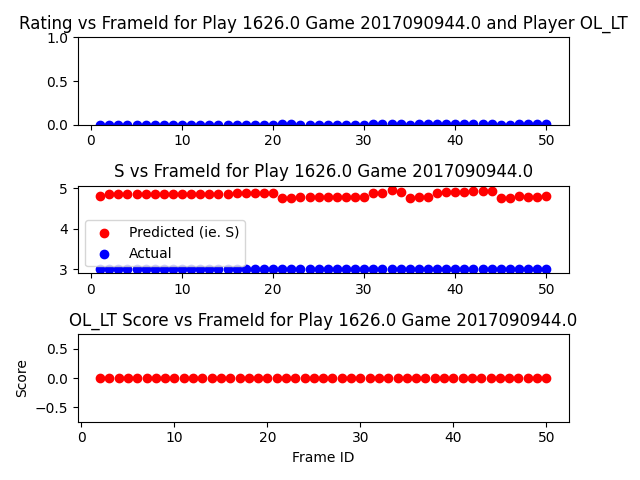 Rating vs FrameId for Play 1626.0 Game 2017090944.0 and Player OL_LT
1.0
0.5
0.0
0 10 20 30 40 50
S vs FrameId for Play 1626.0 Game 2017090944.0
5
4
3
Predicted (ie. S)
Actual
0 10 20 30 40 50
OL_LT Score vs FrameId for Play 1626.0 Game 2017090944.0
Score
0.5
0.0
−0.5
0 10 20 30 40 50
Frame ID